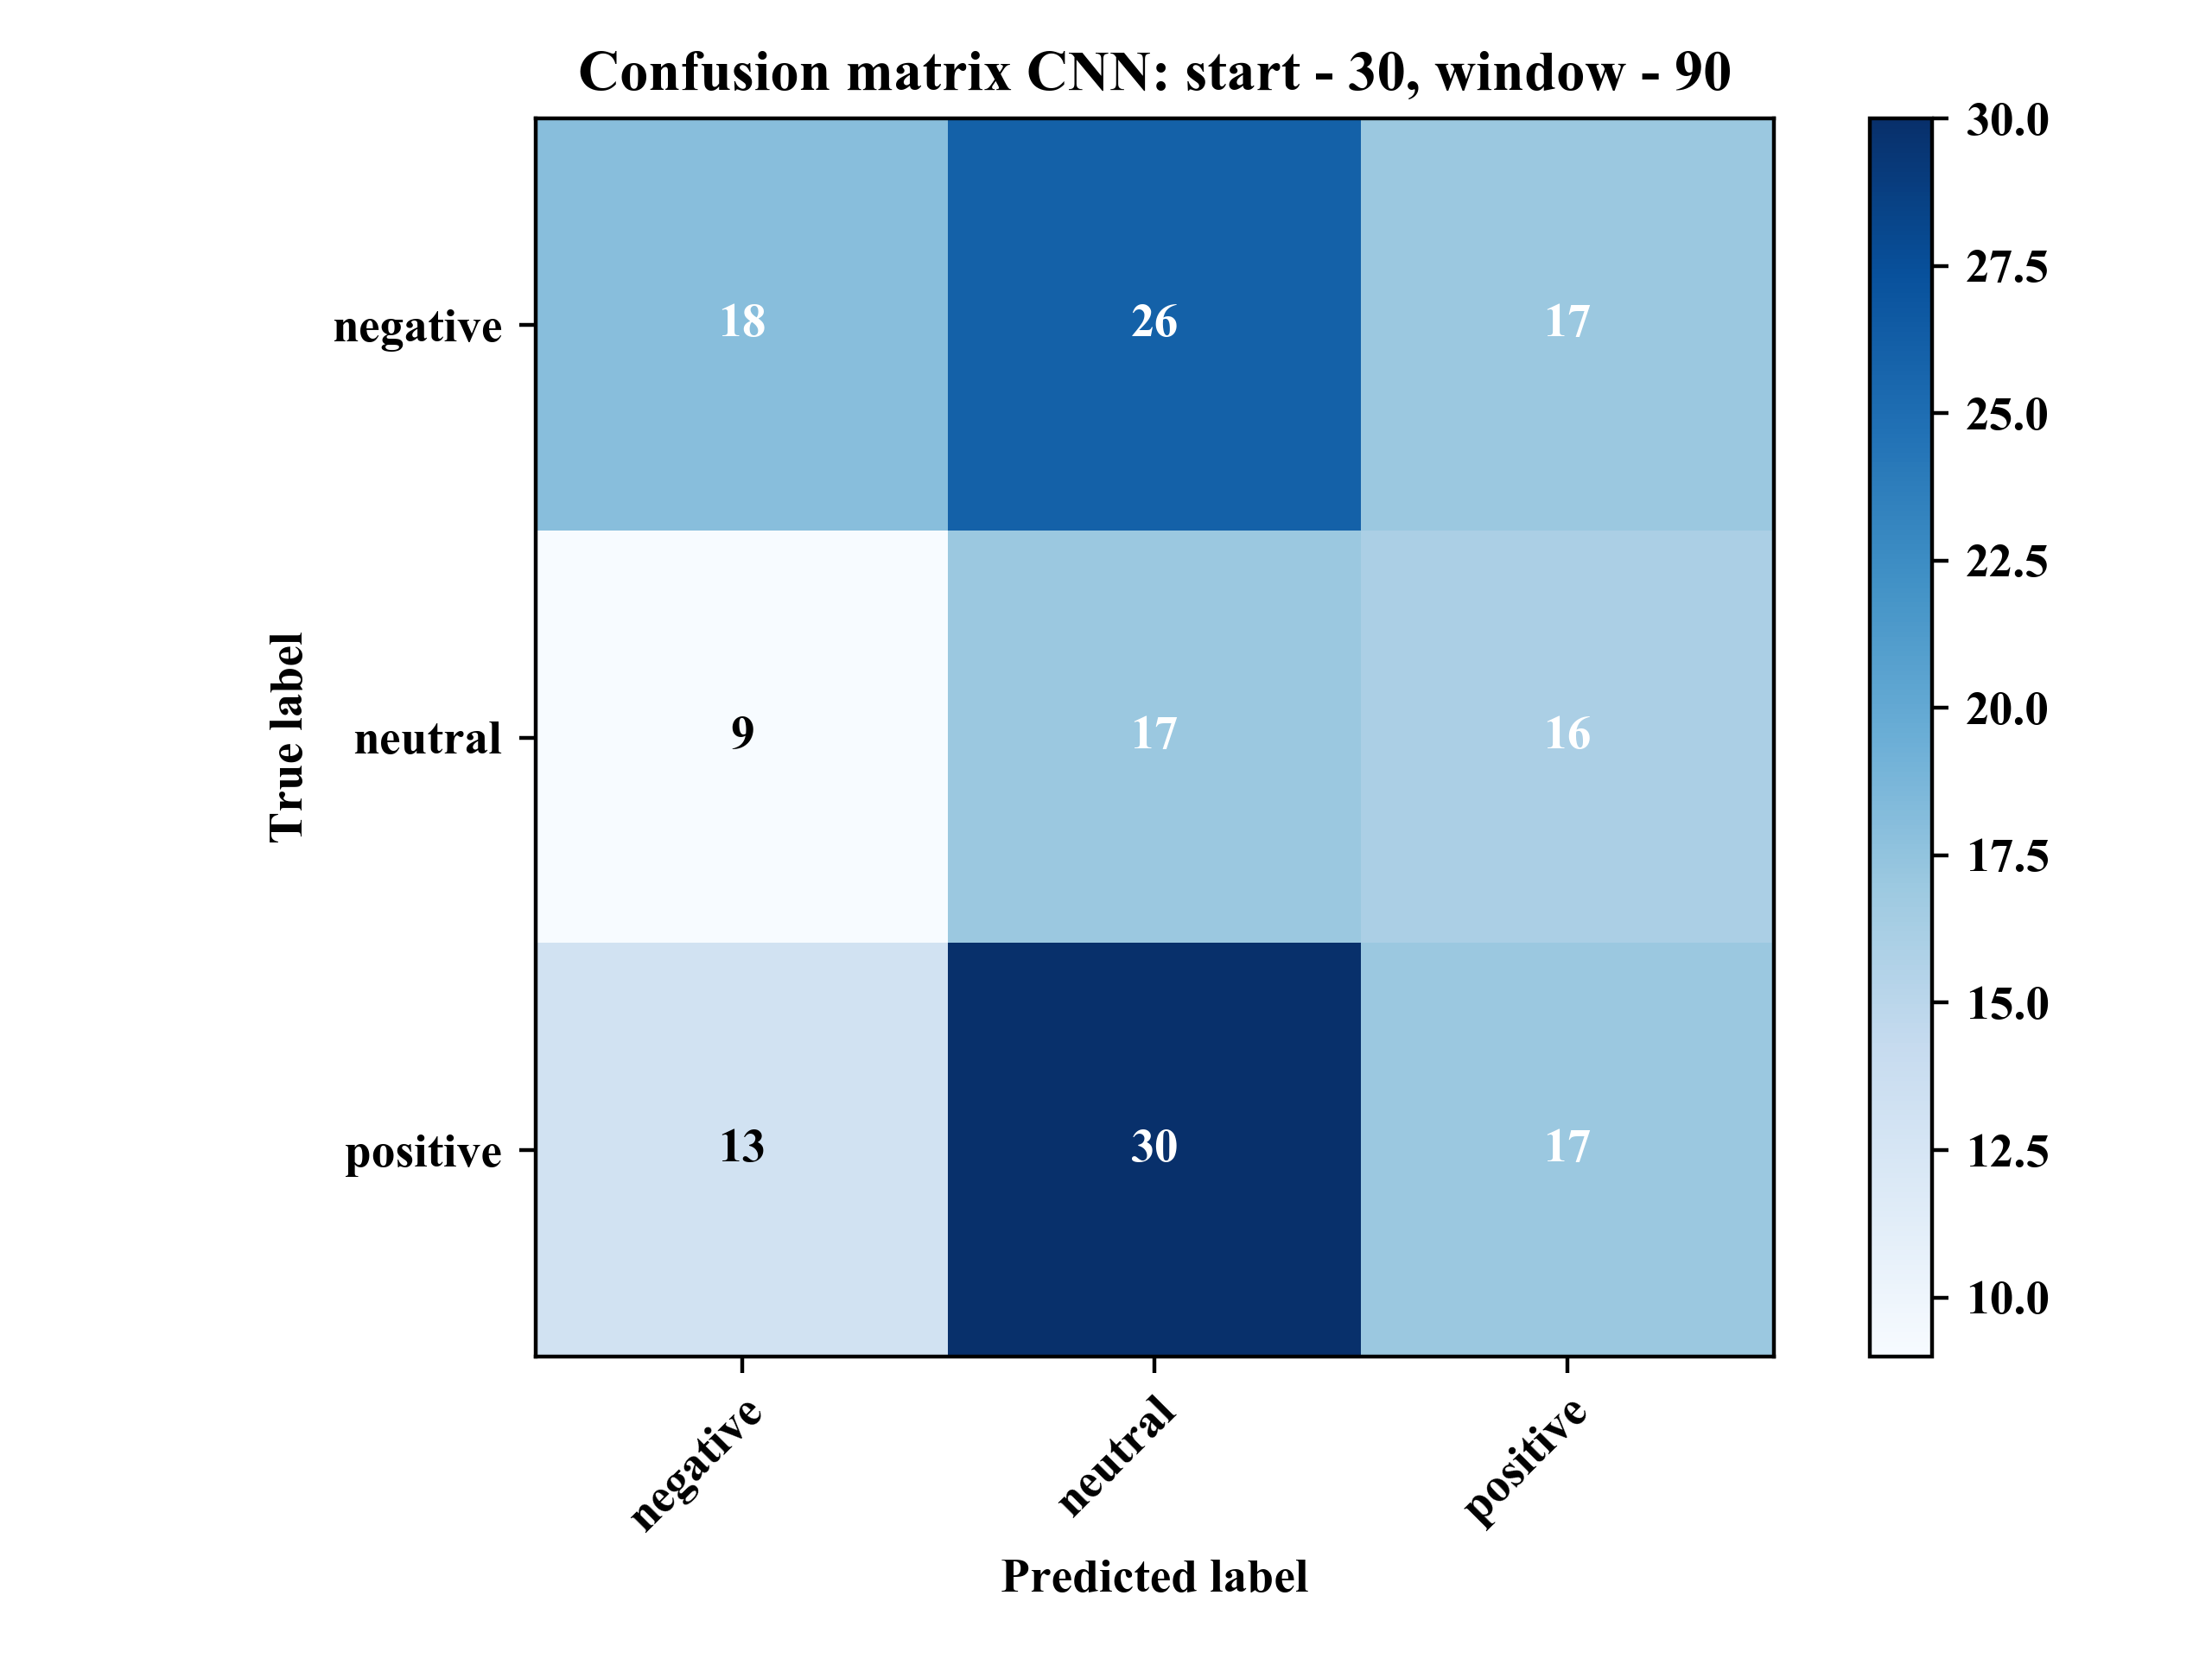 Confusion matrix CNN: start - 30, window - 90
True label
negative 18 26 17
neutral 9 17 16
positive 13 30 17
negative neutral positive
Predicted label
30.0
27.5
25.0
22.5
20.0
17.5
15.0
12.5
10.0